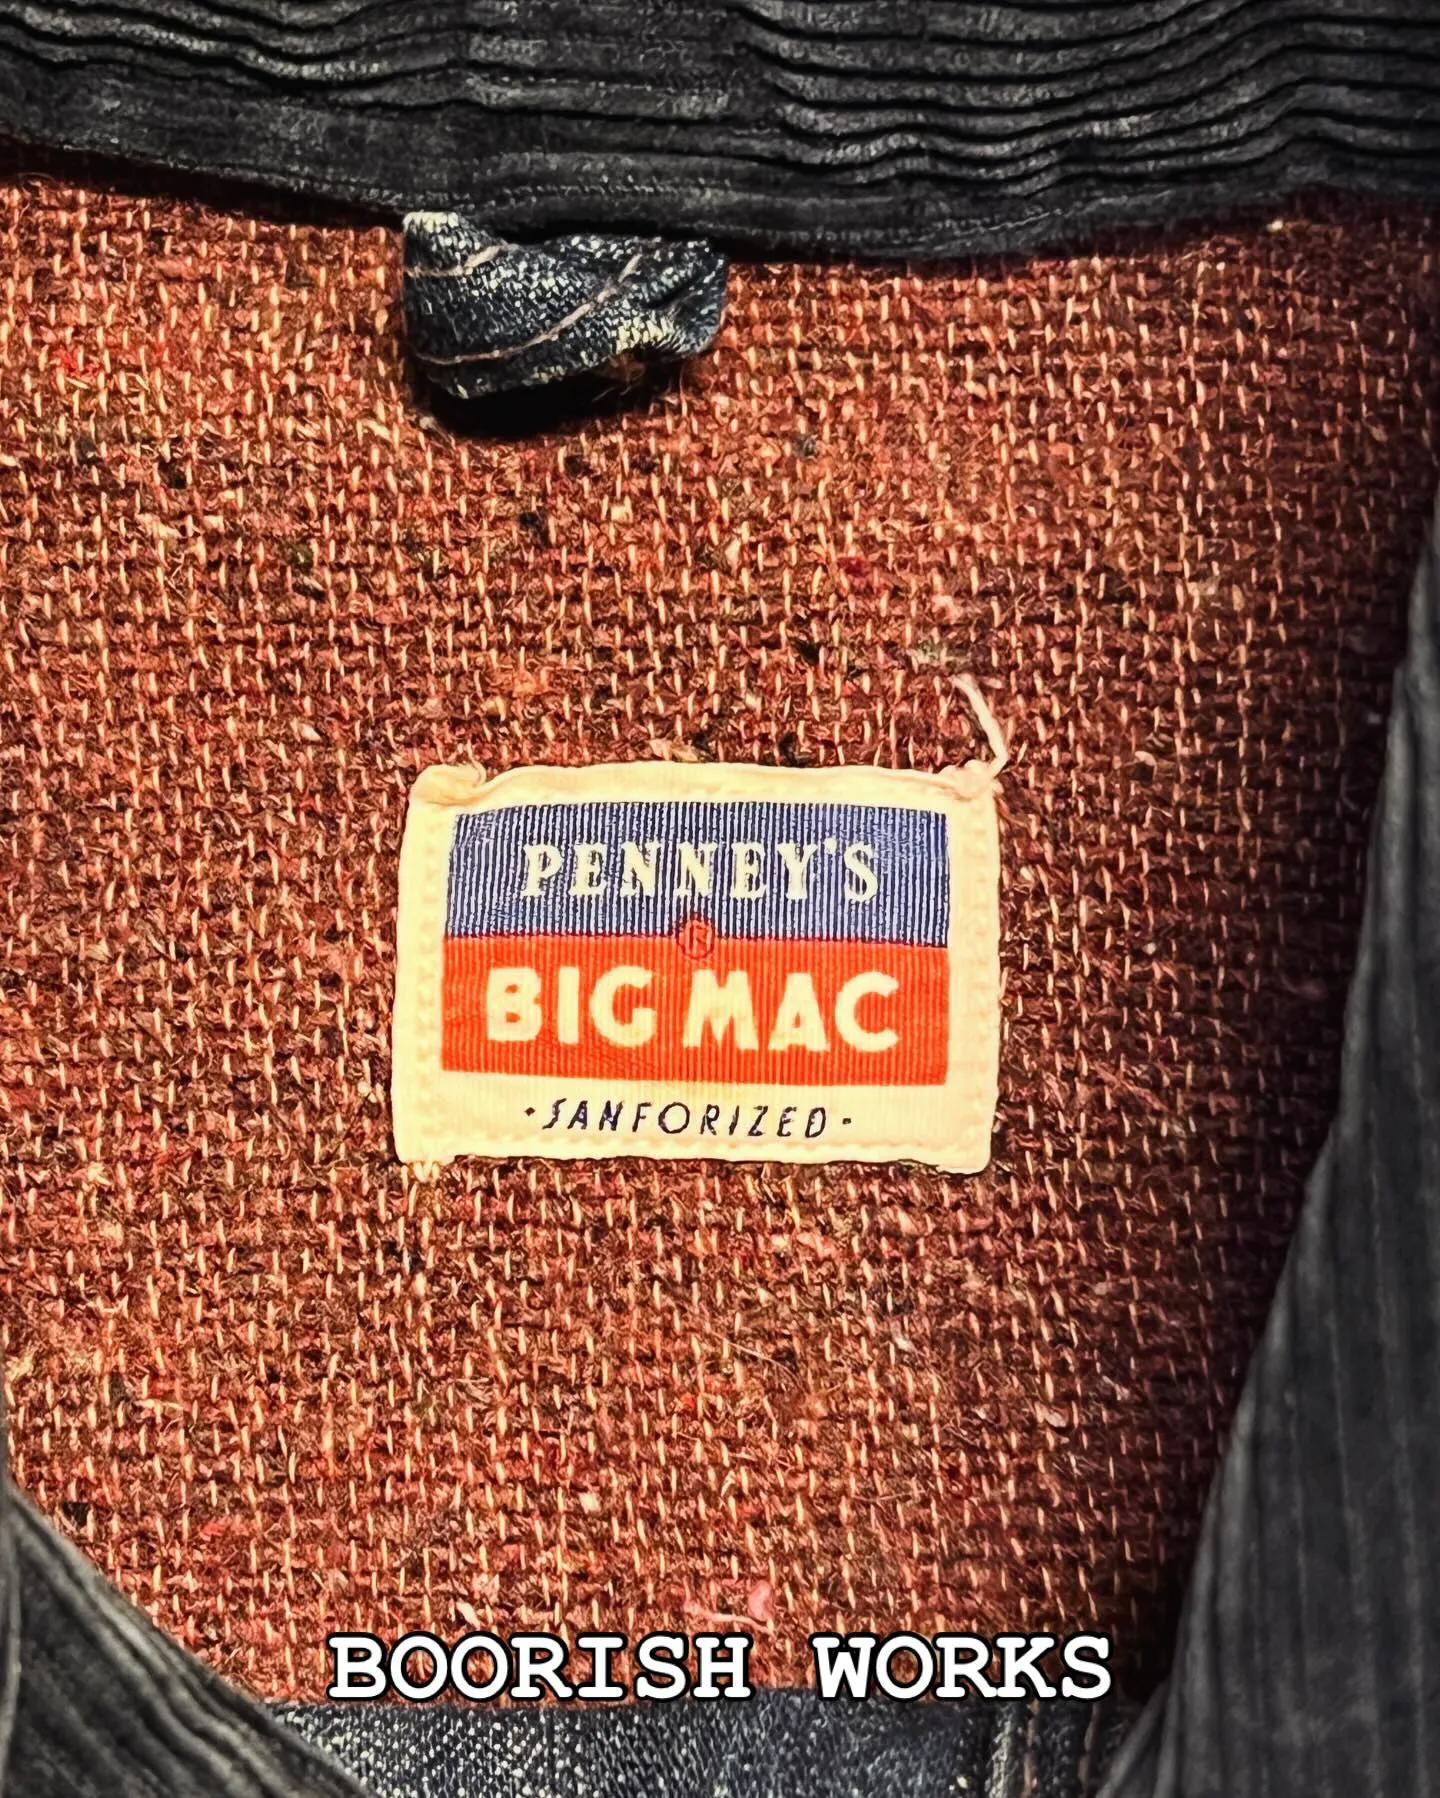 PENNEY'S
®
BIG MAC
·SANFORIZED·
BOORISH WORKS